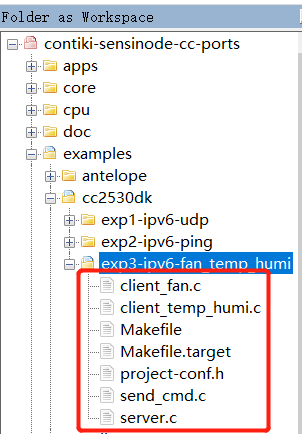 Folder as Workspace
contiki-sensinode-cc-ports
apps
core
cpu
doc
examples
antelope
cc2530dk
exp1-ipv6-udp
exp2-ipv6-ping
exp3-ipv6-fan_temp_humi
client_fan.c
client_temp_humi.c
Makefile
Makefile.target
project-conf.h
send_cmd.c
server.c